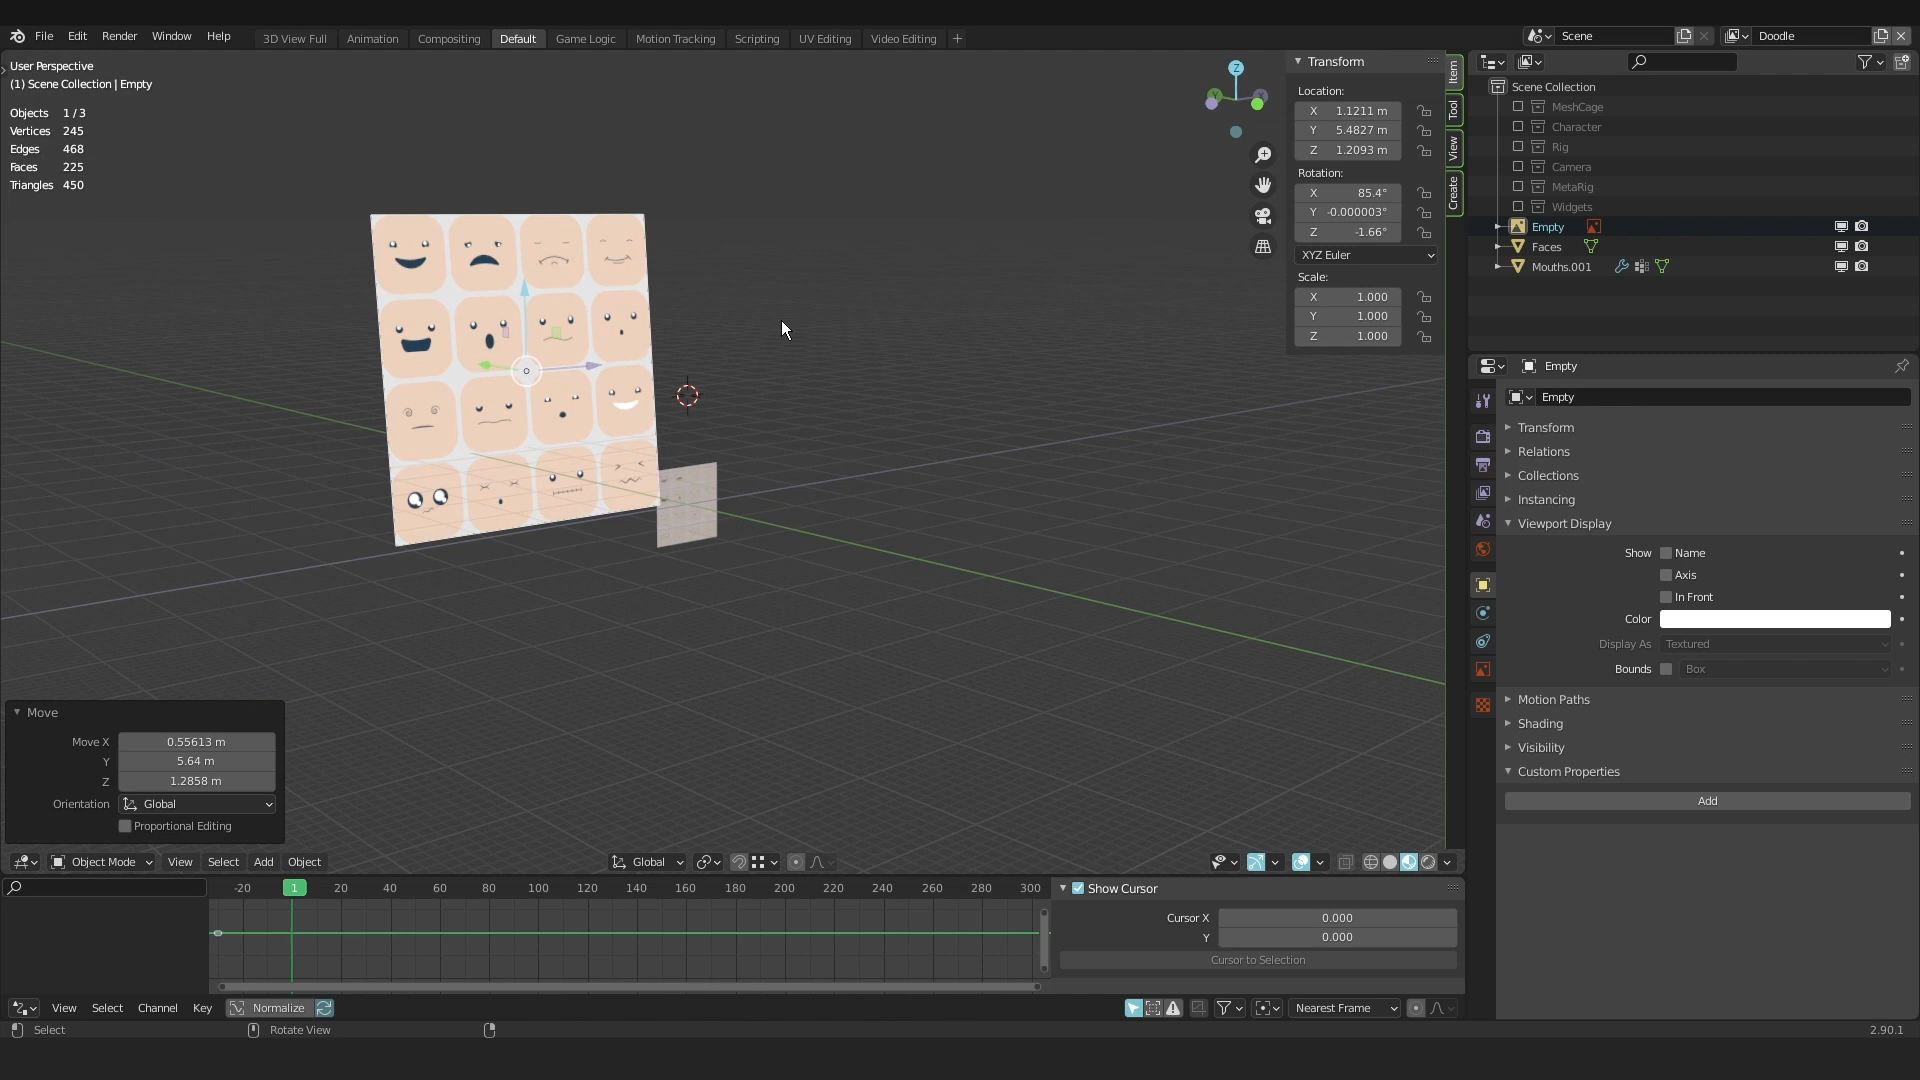 File Edit Render Window Help
3D View Full Animation Compositing Default Game Logic Motion Tracking Scripting UV Editing Video Editing +
Scene
Doodle
User Perspective
(1) Scene Collection | Empty
Objects 1 / 3
Vertices 245
Edges 468
Faces 225
Triangles 450
Z
Y
Transform
Location:
X 1.1211 m
Y 5.4827 m
Z 1.2093 m
Rotation:
X 85.4°
Y -0.000003°
Z -1.66°
XYZ Euler
Scale:
X 1.000
Y 1.000
Z 1.000
Item
Tool
View
Create
Scene Collection
MeshCage
Character
Rig
Camera
MetaRig
Widgets
Empty
Faces
Mouths.001
Empty
Empty
Transform
Relations
Collections
Instancing
Viewport Display
Show Name
Axis
In Front
Color
Display As Textured
Bounds Box
Motion Paths
Shading
Visibility
Custom Properties
Add
Move
Move X 0.55613 m
Y 5.64 m
Z 1.2858 m
Orientation Global
Proportional Editing
Object Mode View Select Add Object
Global
-20 1 20 40 60 80 100 120 140 160 180 200 220 240 260 280 300
Show Cursor
Cursor X 0.000
Y 0.000
Cursor to Selection
View Select Channel Key Normalize
Nearest Frame
Select
Rotate View
2.90.1